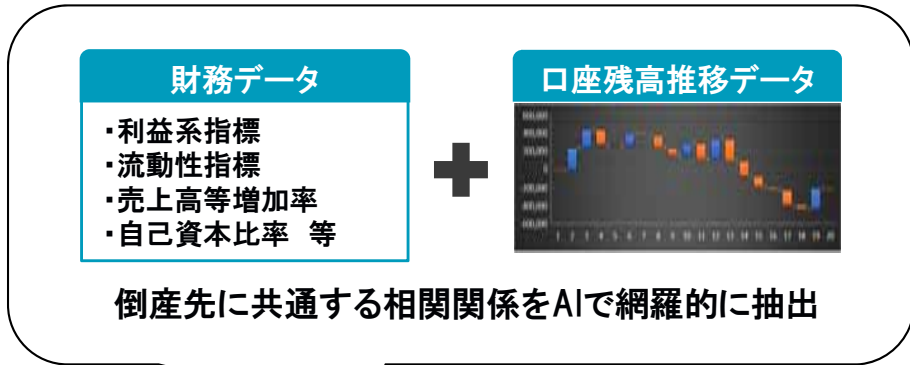 財務データ
・利益系指標
・流動性指標
・売上高等増加率
・自己資本比率 等
口座残高推移データ
倒産先に共通する相関関係をAIで網羅的に抽出